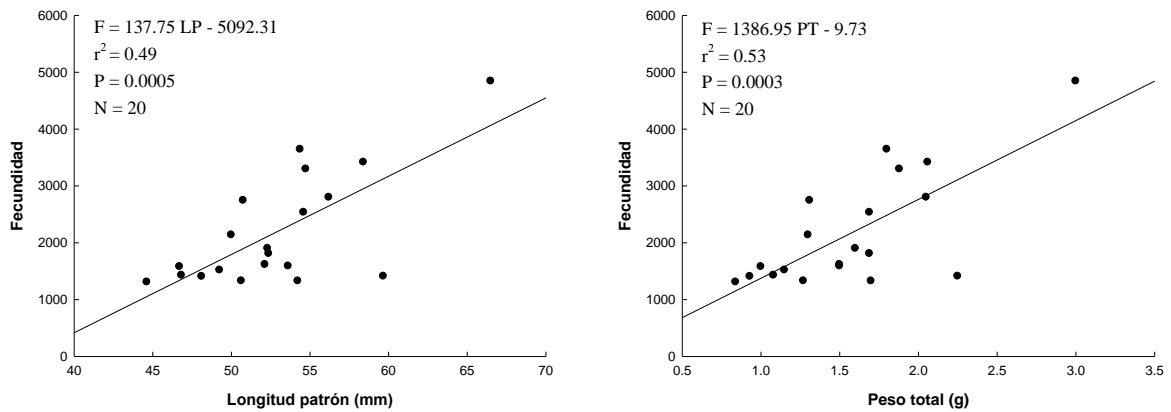 F = 137.75 LP - 5092.31
r² = 0.49
P = 0.0005
N = 20
6000
5000
4000
3000
2000
1000
0
Fecundidad
40 45 50 55 60 65 70
Longitud patrón (mm)
F = 1386.95 PT - 9.73
r² = 0.53
P = 0.0003
N = 20
6000
5000
4000
3000
2000
1000
0
Fecundidad
0.5 1.0 1.5 2.0 2.5 3.0 3.5
Peso total (g)